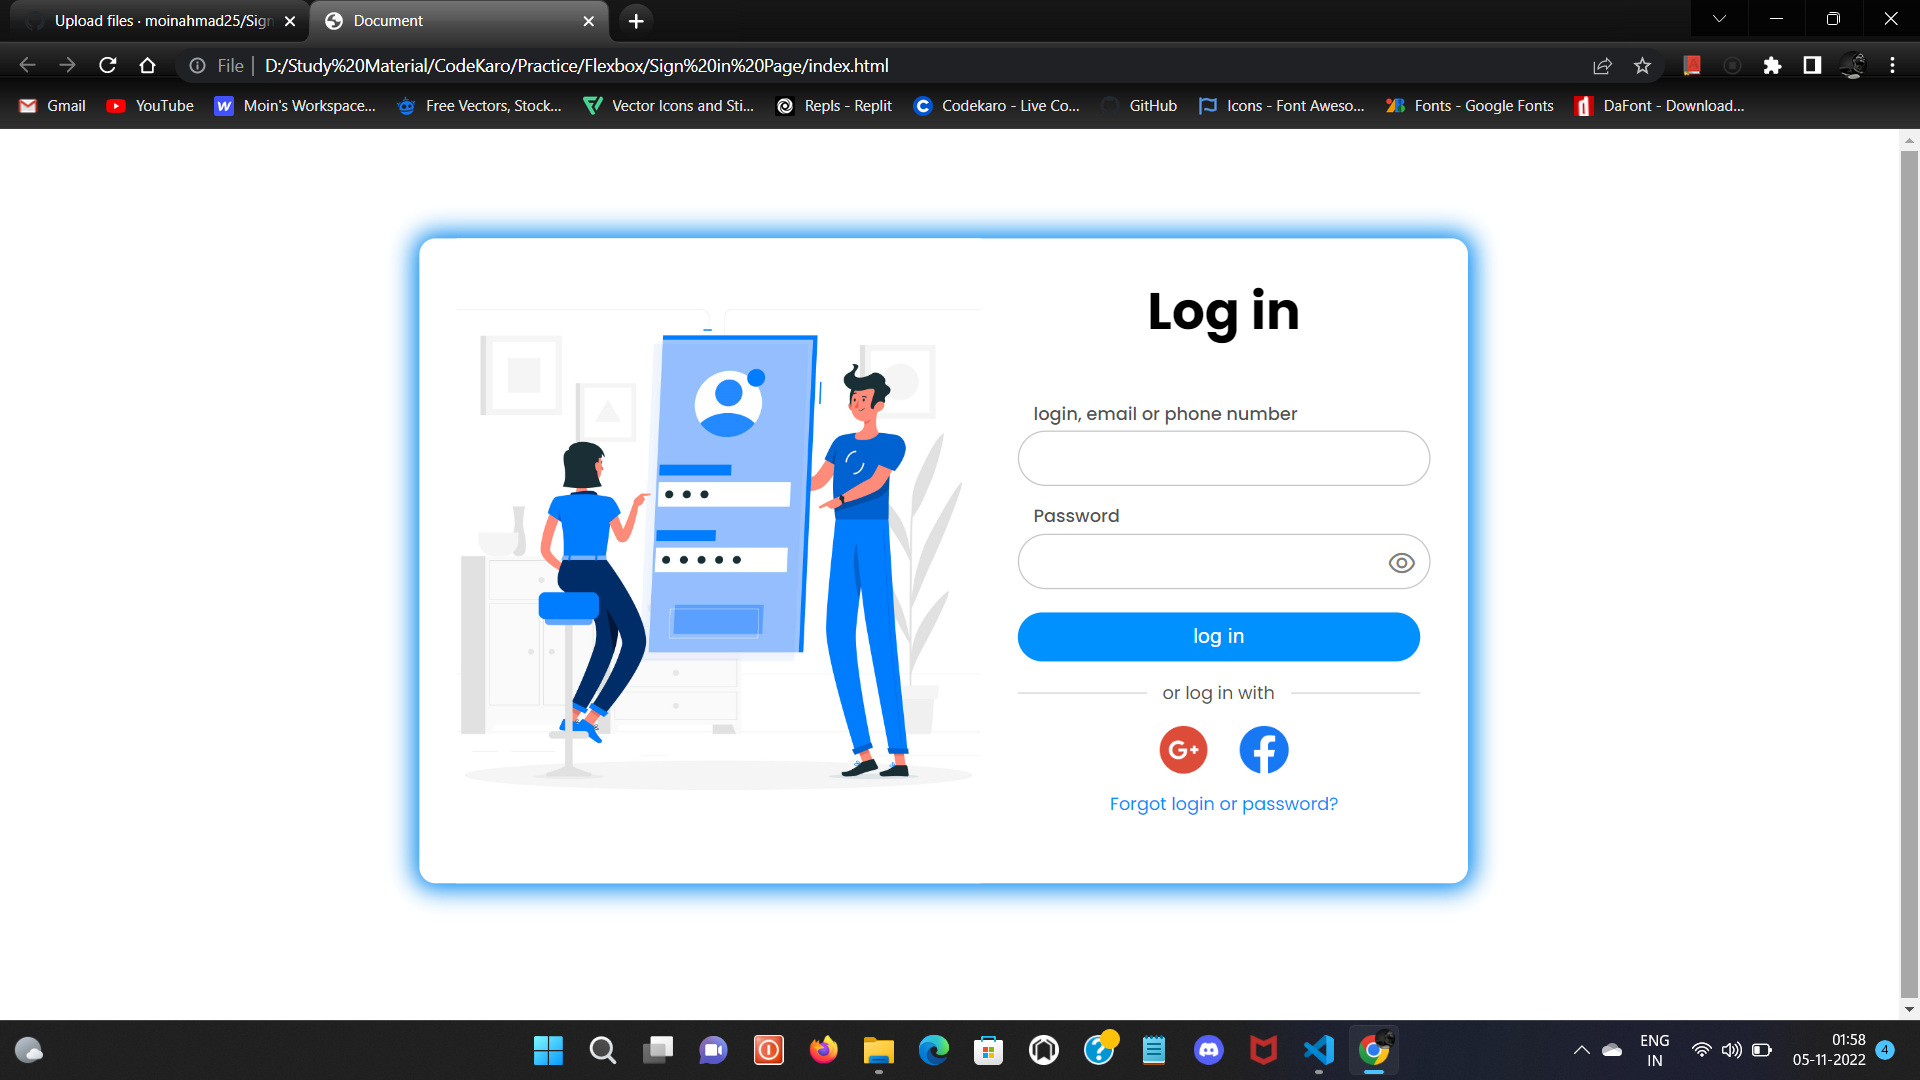 Upload files · moinahmad25/Sign
Document
File
D:/Study%20Material/CodeKaro/Practice/Flexbox/Sign%20in%20Page/index.html
Gmail
YouTube
Moin's Workspace...
Free Vectors, Stock...
Vector Icons and Sti...
Repls - Replit
Codekaro - Live Co...
GitHub
Icons - Font Aweso...
Fonts - Google Fonts
DaFont - Download...
Log in
login, email or phone number
Password
log in
or log in with
G+
Forgot login or password?
ENG
IN
01:58
05-11-2022
4